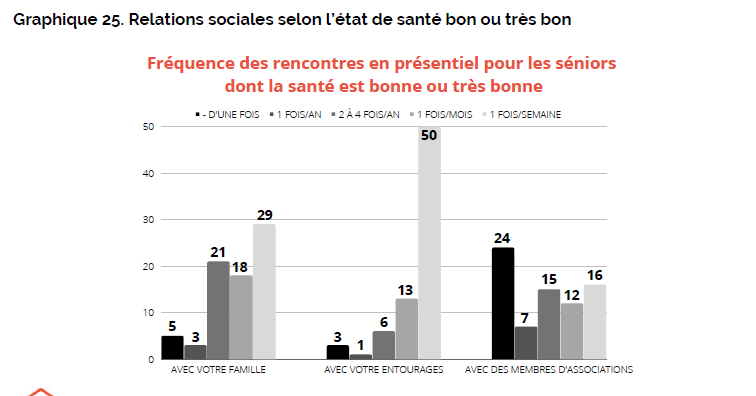 Graphique 25. Relations sociales selon l'état de santé bon ou très bon
Fréquence des rencontres en présentiel pour les séniors
dont la santé est bonne ou très bonne
- D'UNE FOIS 1 FOIS/AN 2 À 4 FOIS/AN 1 FOIS/MOIS 1 FOIS/SEMAINE
50
40
30
20
10
0
5 3 21 18 29
3 1 6 13 50
24 7 15 12 16
AVEC VOTRE FAMILLE AVEC VOTRE ENTOURAGES AVEC DES MEMBRES D'ASSOCIATIONS